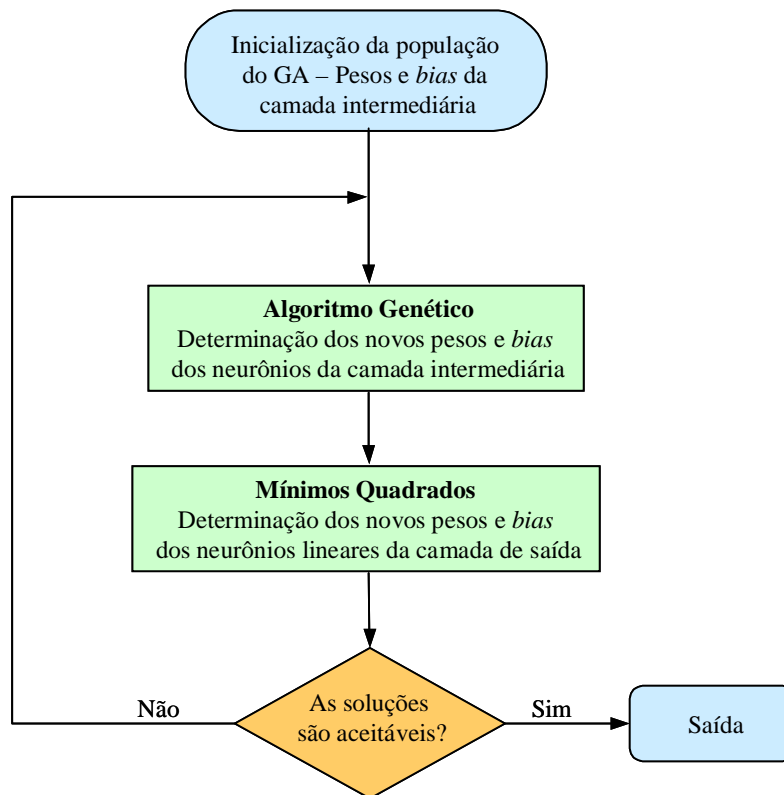 Inicialização da população
do GA – Pesos e bias da
camada intermediária
Algoritmo Genético
Determinação dos novos pesos e bias
dos neurônios da camada intermediária
Mínimos Quadrados
Determinação dos novos pesos e bias
dos neurônios lineares da camada de saída
As soluções
são aceitáveis?
Não
Sim
Saída